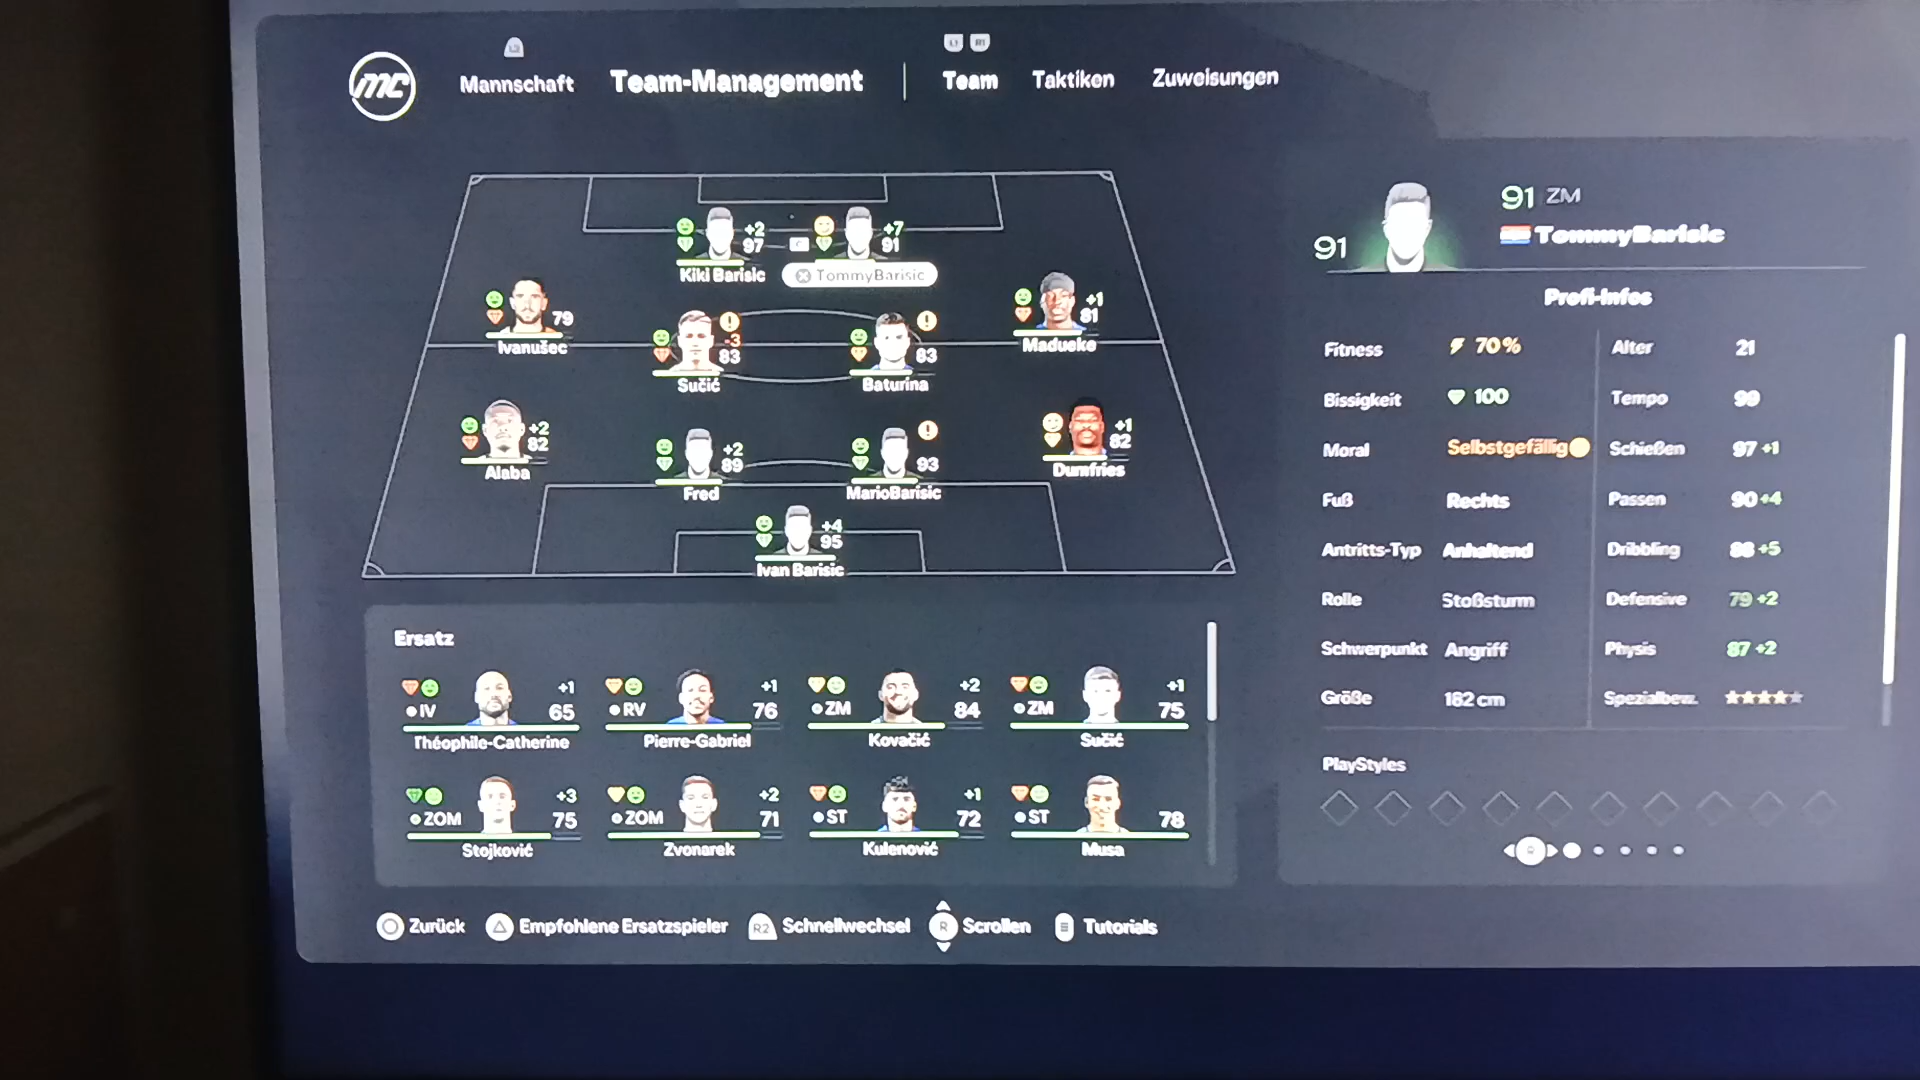 L2
L1 R1
MC Mannschaft Team-Management Team Taktiken Zuweisungen
+2 97 Kiki Barisic
+7 91 TommyBarisic
79 Ivanušec
-3 83 Sučić
83 Baturina
+1 81 Madueke
+2 82 Alaba
+2 89 Fred
93 MarioBarisic
+1 82 Dumfries
+4 95 Ivan Barisic
Ersatz
IV +1 65 Théophile-Catherine
RV +1 76 Pierre-Gabriel
ZM +2 84 Kovačić
ZM +1 75 Sučić
ZOM +3 75 Stojković
ZOM +2 71 Zvonarek
ST +1 72 Kulenović
ST 78 Musa
Zurück Empfohlene Ersatzspieler R2 Schnellwechsel R Scrollen Tutorials
91
91 ZM
TommyBarisic
Profi-Infos
Fitness 70% Alter 21
Bissigkeit 100 Tempo 99
Moral Selbstgefällig Schießen 97 +1
Fuß Rechts Passen 90 +4
Antritts-Typ Anhaltend Dribbling 88 +5
Rolle Stoßsturm Defensive 79 +2
Schwerpunkt Angriff Physis 87 +2
Größe 182 cm Spezialbew.
PlayStyles
R